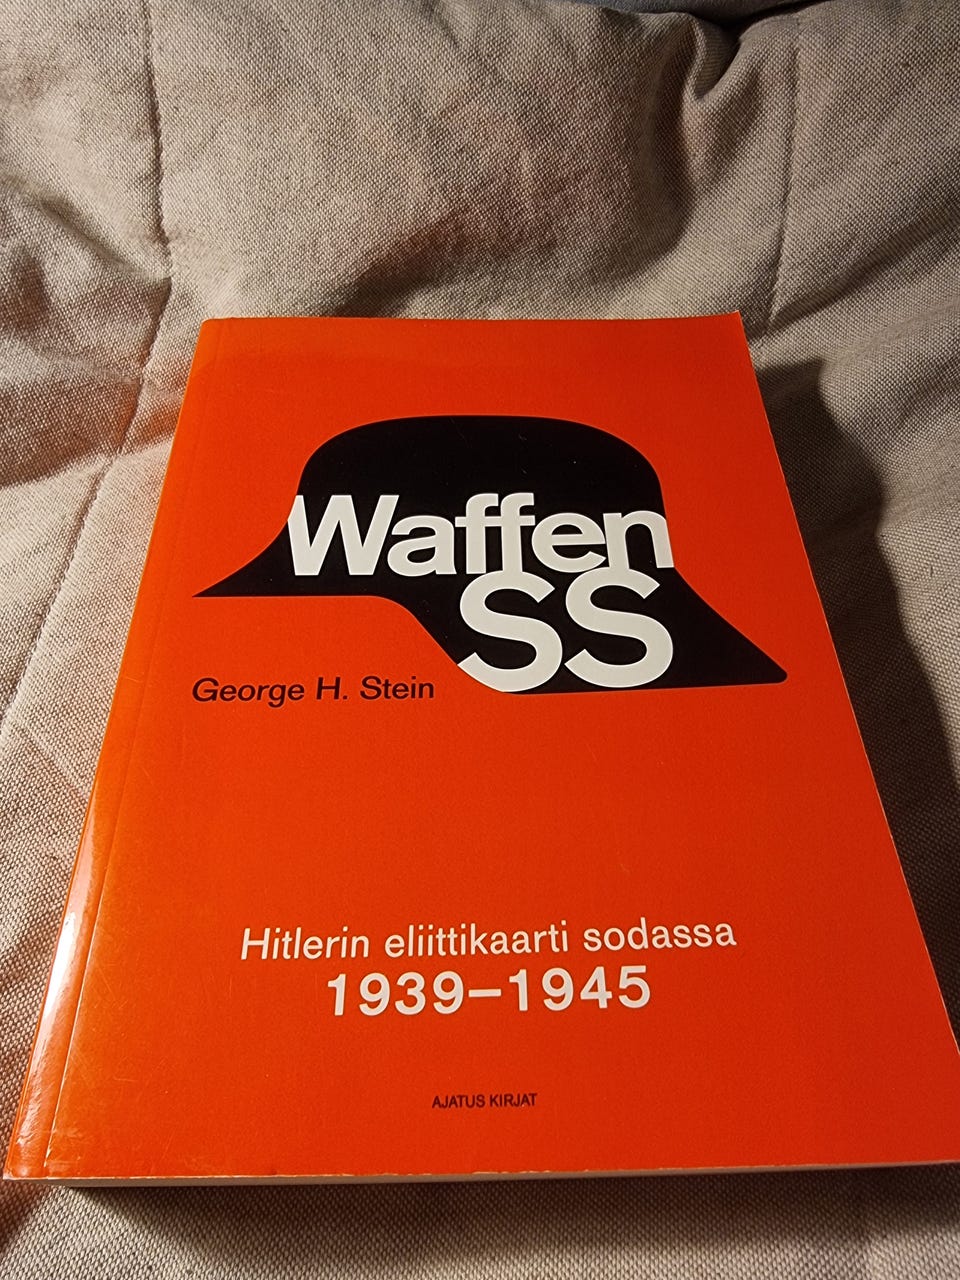 Waffen
SS
George H. Stein
Hitlerin eliittikaarti sodassa
1939–1945
AJATUS KIRJAT